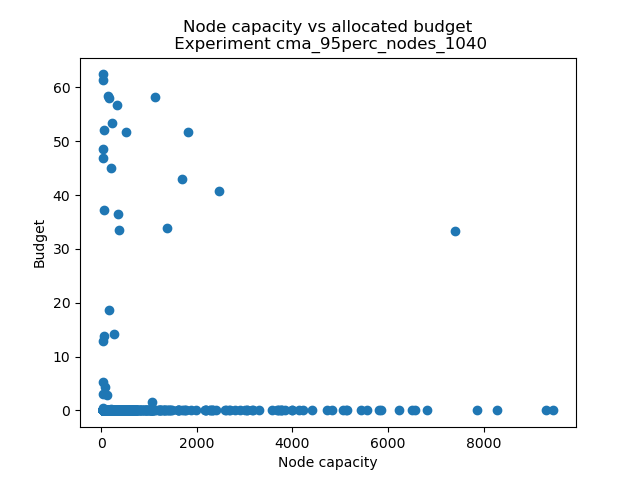 Node capacity vs allocated budget
Experiment cma_95perc_nodes_1040
60
50
40
30
20
10
0
Budget
0 2000 4000 6000 8000
Node capacity